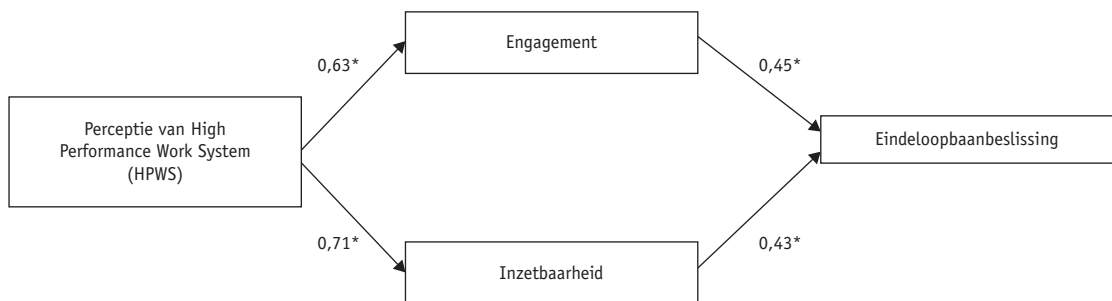 Engagement
0,63*
0,45*
Perceptie van High
Performance Work System
(HPWS)
Eindeloopbaanbeslissing
0,71*
0,43*
Inzetbaarheid